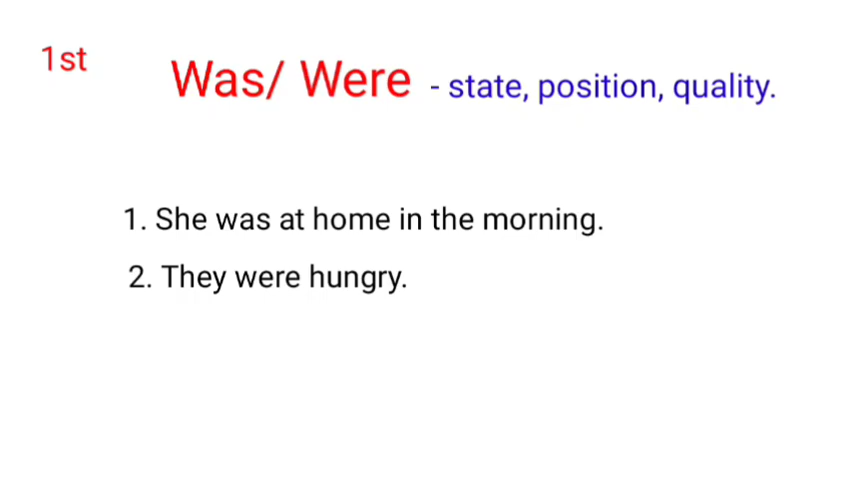 1st
Was/ Were - state, position, quality.
1. She was at home in the morning.
2. They were hungry.